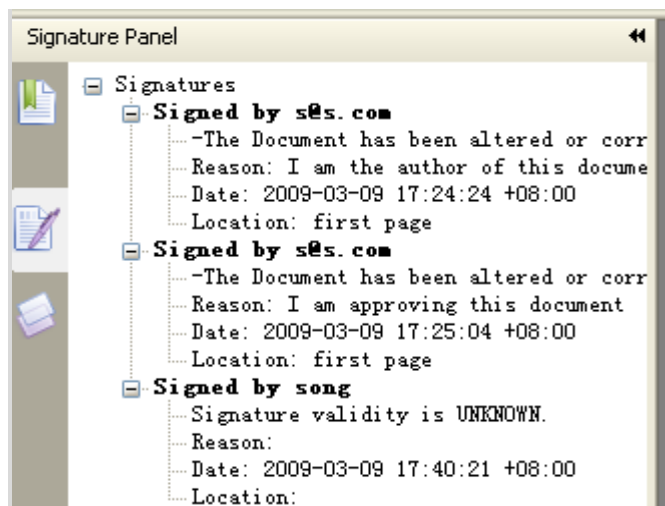 Signature Panel
Signatures
Signed by s@s.com
-The Document has been altered or corr
Reason: I am the author of this docume
Date: 2009-03-09 17:24:24 +08:00
Location: first page
Signed by s@s.com
-The Document has been altered or corr
Reason: I am approving this document
Date: 2009-03-09 17:25:04 +08:00
Location: first page
Signed by song
Signature validity is UNKNOWN.
Reason:
Date: 2009-03-09 17:40:21 +08:00
Location: